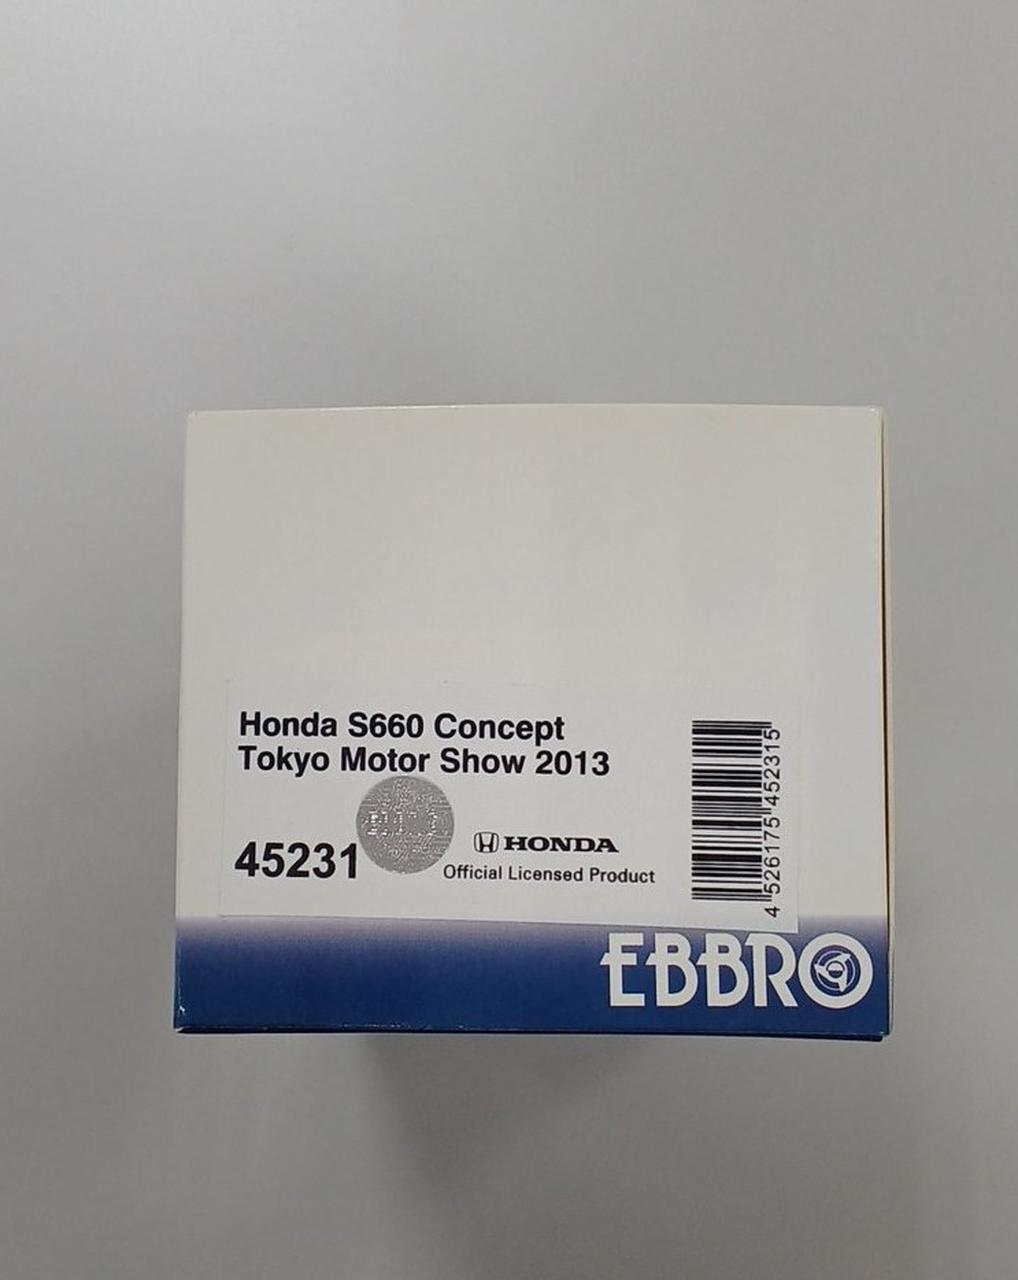 Honda S660 Concept
Tokyo Motor Show 2013
45231
HONDA
Official Licensed Product
4 526175 452315
EBBRO